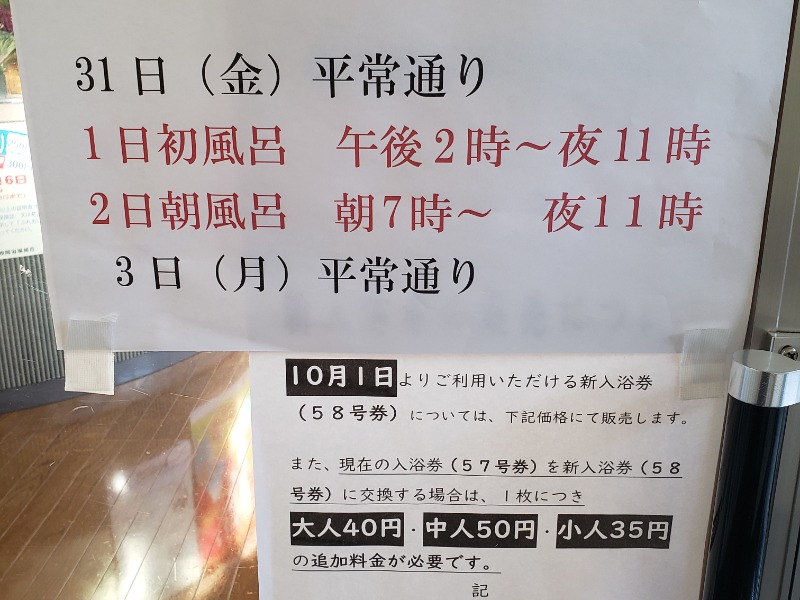 31日（金）平常通り
1日初風呂　午後2時～夜11時
2日朝風呂　朝7時～　夜11時
3日（月）平常通り
10月1日よりご利用いただける新入浴券
（58号券）については、下記価格にて販売します。
また、現在の入浴券（57号券）を新入浴券（58
号券）に交換する場合は、1枚につき
大人40円・中人50円・小人35円
の追加料金が必要です。
記